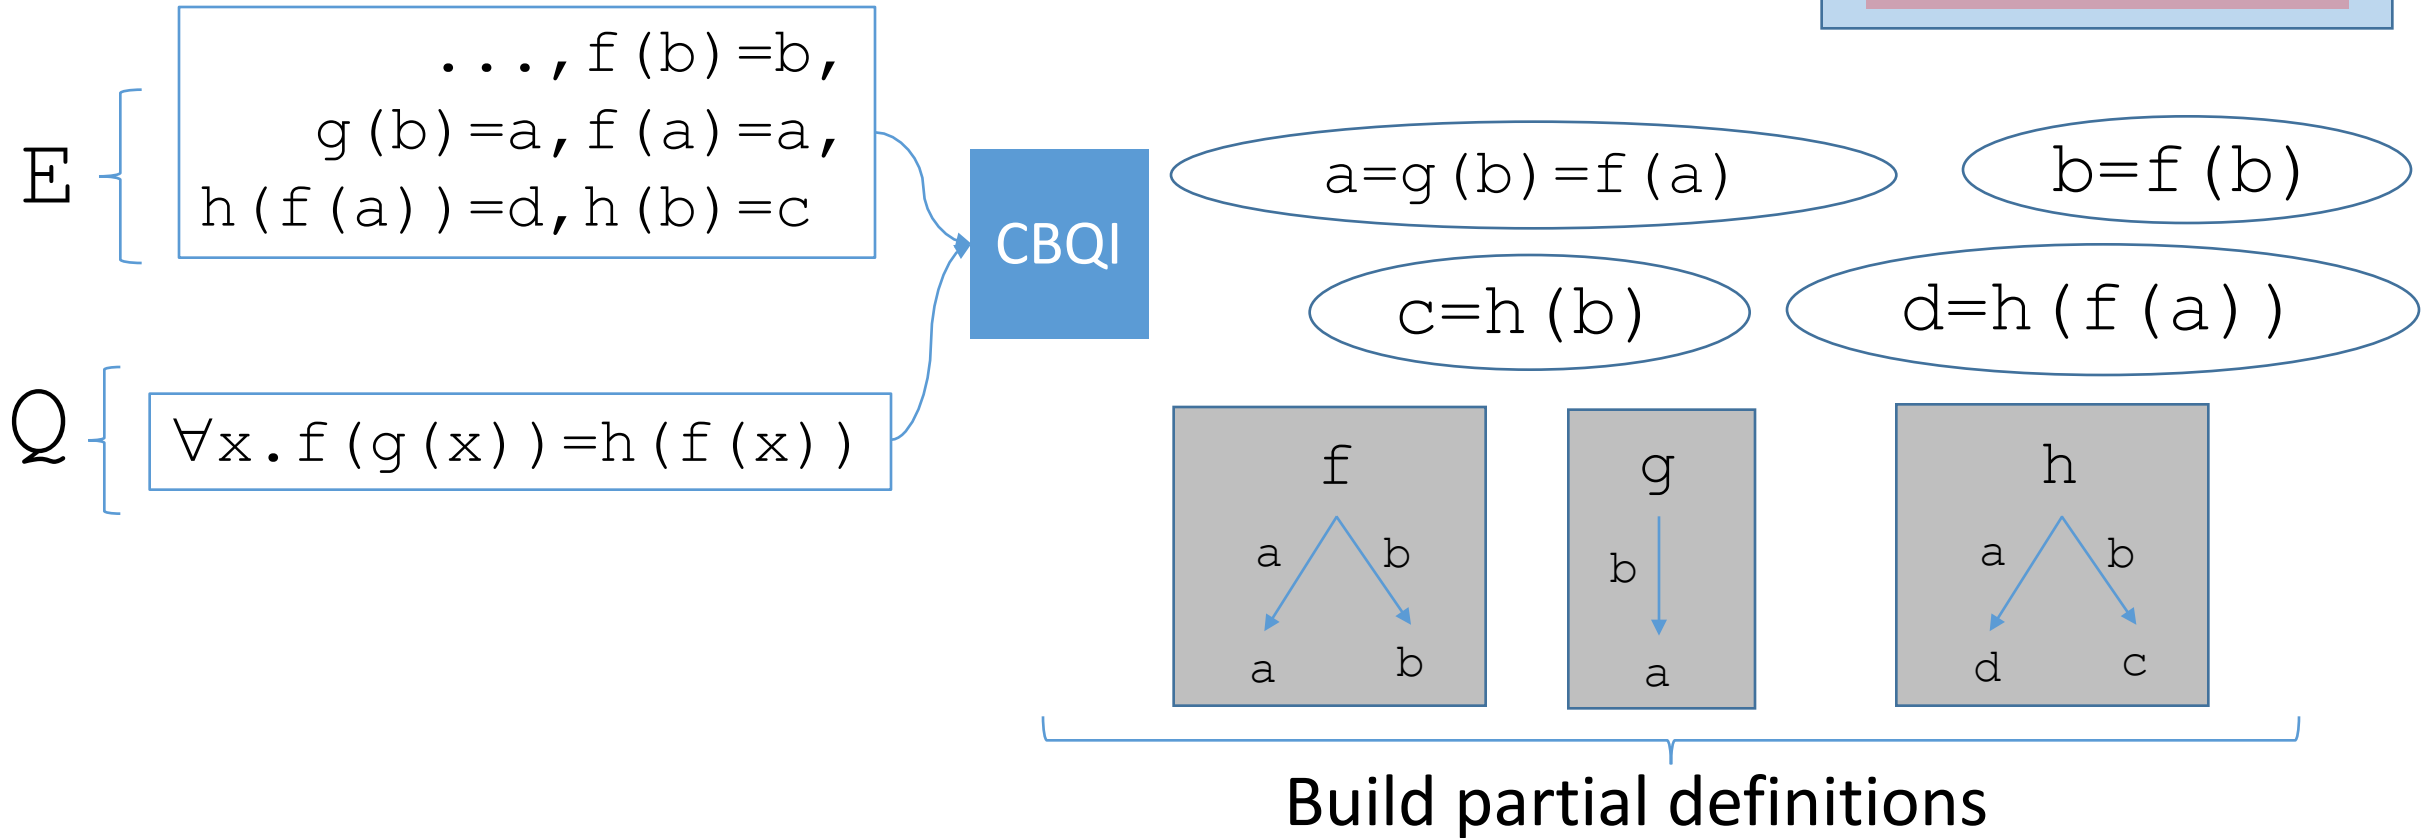 ...,f(b)=b,
g(b)=a,f(a)=a,
h(f(a))=d,h(b)=c
E
Q
∀x.f(g(x))=h(f(x))
CBQI
a=g(b)=f(a)
b=f(b)
c=h(b)
d=h(f(a))
f
a b
a b
g
b
a
h
a b
d c
Build partial definitions